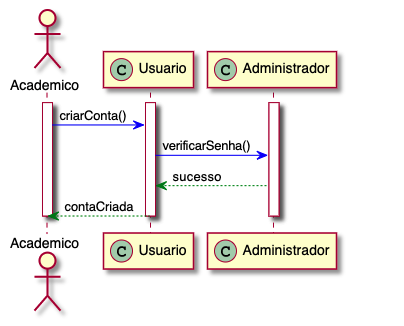 Academico
C Usuario
C Administrador
criarConta()
verificarSenha()
sucesso
contaCriada
Academico
C Usuario
C Administrador